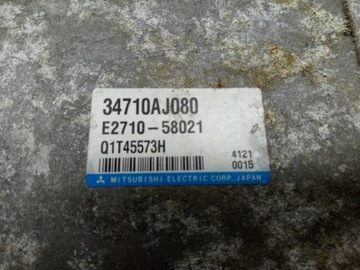 34710AJ080
E2710-58021
Q1T45573H
4121
0015
MITSUBISHI ELECTRIC CORP. JAPAN